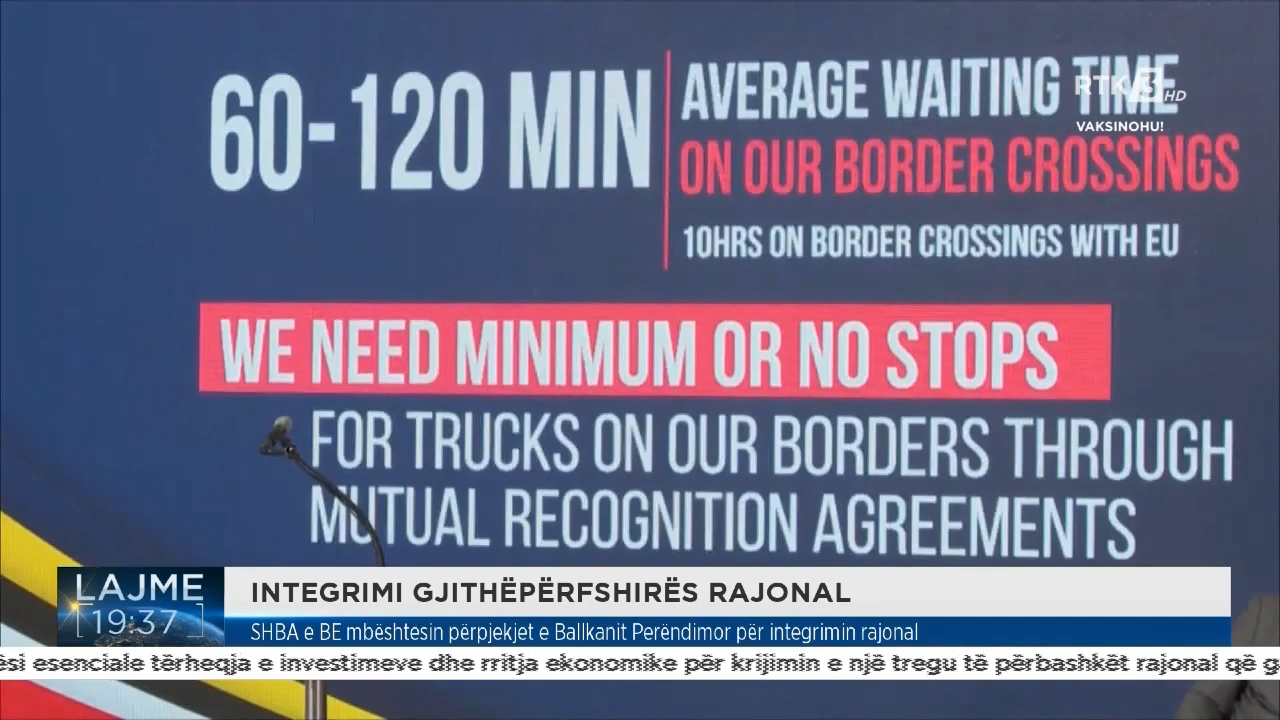 60-120 MIN
AVERAGE WAITING TIME
ON OUR BORDER CROSSINGS
10HRS ON BORDER CROSSINGS WITH EU
RTK 3 HD
VAKSINOHU!
WE NEED MINIMUM OR NO STOPS
FOR TRUCKS ON OUR BORDERS THROUGH
MUTUAL RECOGNITION AGREEMENTS
LAJME
19:37
INTEGRIMI GJITHËPËRFSHIRËS RAJONAL
SHBA e BE mbështesin përpjekjet e Ballkanit Perëndimor për integrimin rajonal
esenciale tërheqja e investimeve dhe rritja ekonomike për krijimin e një tregu të përbashkët rajonal që